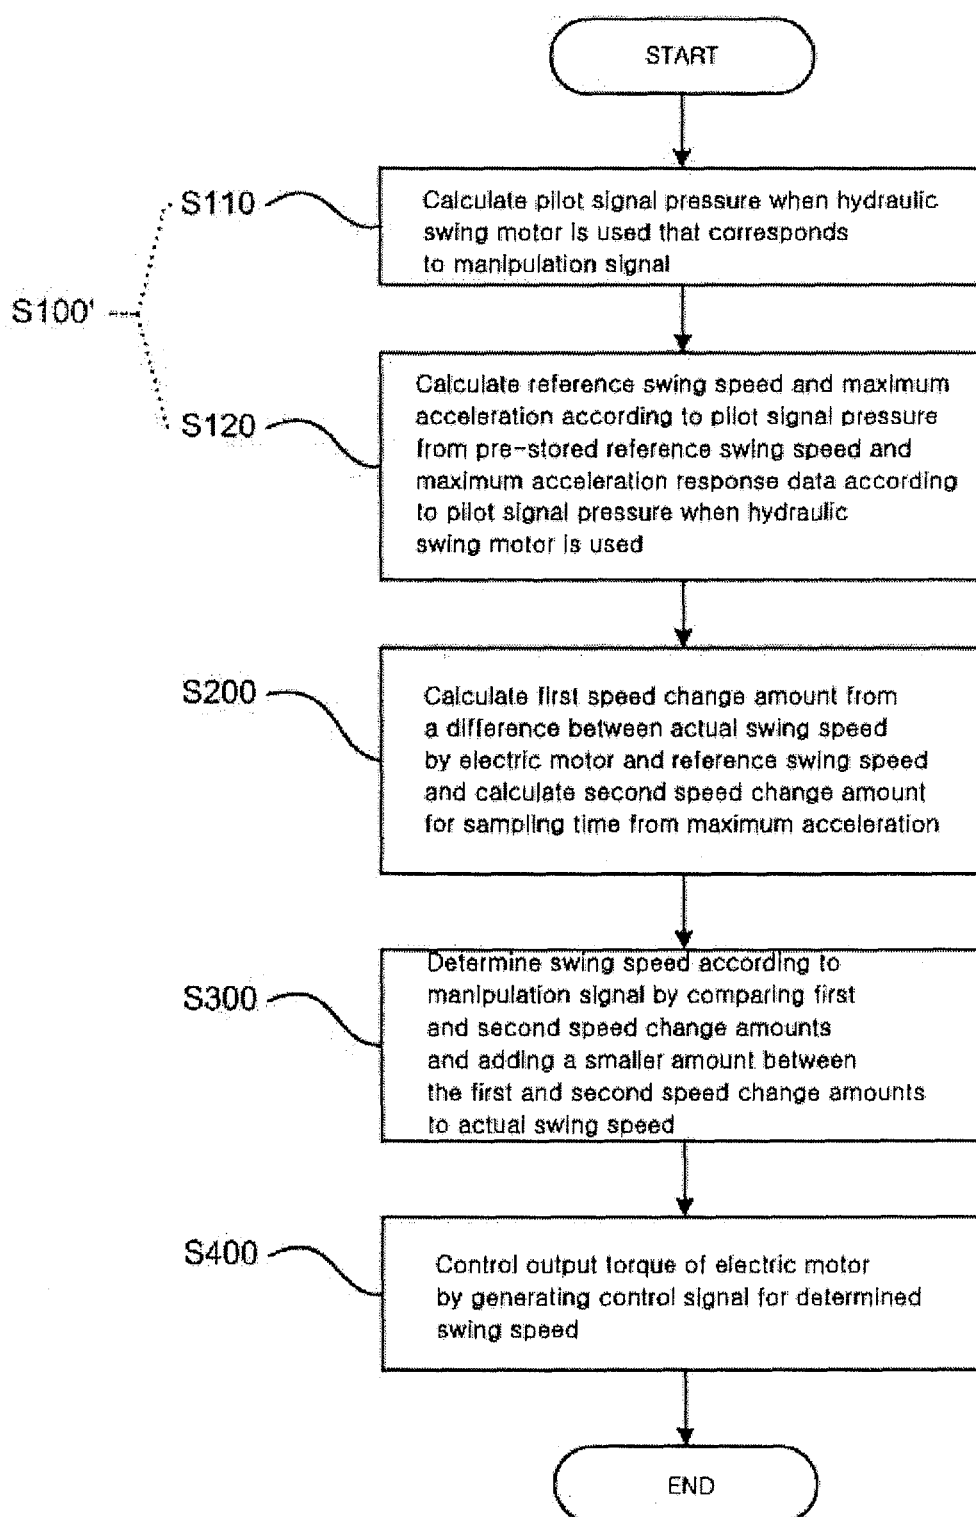 START
S110
Calculate pilot signal pressure when hydraulic
swing motor is used that corresponds
to manipulation signal
S100'
S120
Calculate reference swing speed and maximum
acceleration according to pilot signal pressure
from pre-stored reference swing speed and
maximum acceleration response data according
to pilot signal pressure when hydraulic
swing motor is used
S200
Calculate first speed change amount from
a difference between actual swing speed
by electric motor and reference swing speed
and calculate second speed change amount
for sampling time from maximum acceleration
S300
Determine swing speed according to
manipulation signal by comparing first
and second speed change amounts
and adding a smaller amount between
the first and second speed change amounts
to actual swing speed
S400
Control output torque of electric motor
by generating control signal for determined
swing speed
END